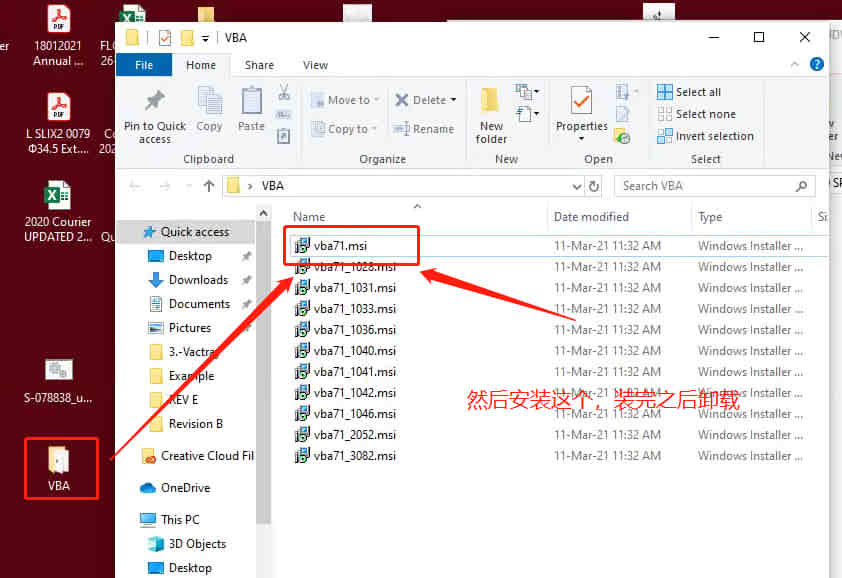 er
18012021
Annual ...
26-
VBA
File
Home
Share
View
Pin to Quick access
Copy
Paste
Clipboard
Move to
Copy to
Delete
Rename
Organize
New folder
New
Properties
Open
Select all
Select none
Invert selection
Select
L SLIX2 0079
Φ34.5 Ext....
VBA
Search VBA
2020 Courier
UPDATED 2...
Name
Date modified
Type
Si
Quick access
Desktop
Downloads
Documents
Pictures
3.-Vactra
Example
REV E
Revision B
Creative Cloud Fil
OneDrive
This PC
3D Objects
Desktop
vba71.msi 11-Mar-21 11:32 AM Windows Installer ...
vba71_1028.msi 11-Mar-21 11:32 AM Windows Installer ...
vba71_1031.msi 11-Mar-21 11:32 AM Windows Installer ...
vba71_1033.msi 11-Mar-21 11:32 AM Windows Installer ...
vba71_1036.msi 11-Mar-21 11:32 AM Windows Installer ...
vba71_1040.msi 11-Mar-21 11:32 AM Windows Installer ...
vba71_1041.msi 11-Mar-21 11:32 AM Windows Installer ...
vba71_1042.msi 11-Mar-21 11:32 AM Windows Installer ...
vba71_1046.msi 11-Mar-21 11:32 AM Windows Installer ...
vba71_2052.msi 11-Mar-21 11:32 AM Windows Installer ...
vba71_3082.msi 11-Mar-21 11:32 AM Windows Installer ...
然后安装这个，装完之后卸载
S-078838_u...
VBA